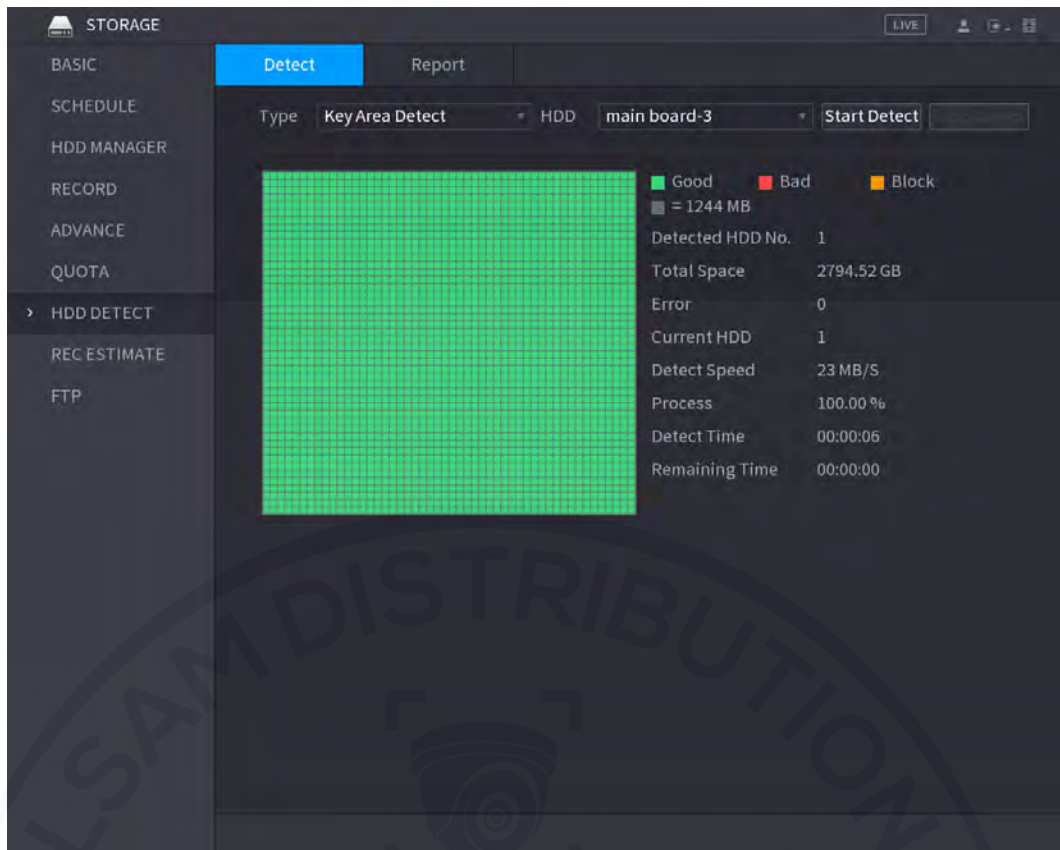 STORAGE
LIVE
BASIC
SCHEDULE
HDD MANAGER
RECORD
ADVANCE
QUOTA
HDD DETECT
REC ESTIMATE
FTP
Detect Report
Type Key Area Detect HDD main board-3 Start Detect
Good Bad Block
= 1244 MB
Detected HDD No. 1
Total Space 2794.52 GB
Error 0
Current HDD 1
Detect Speed 23 MB/S
Process 100.00 %
Detect Time 00:00:06
Remaining Time 00:00:00
LSAM DISTRIBUTION